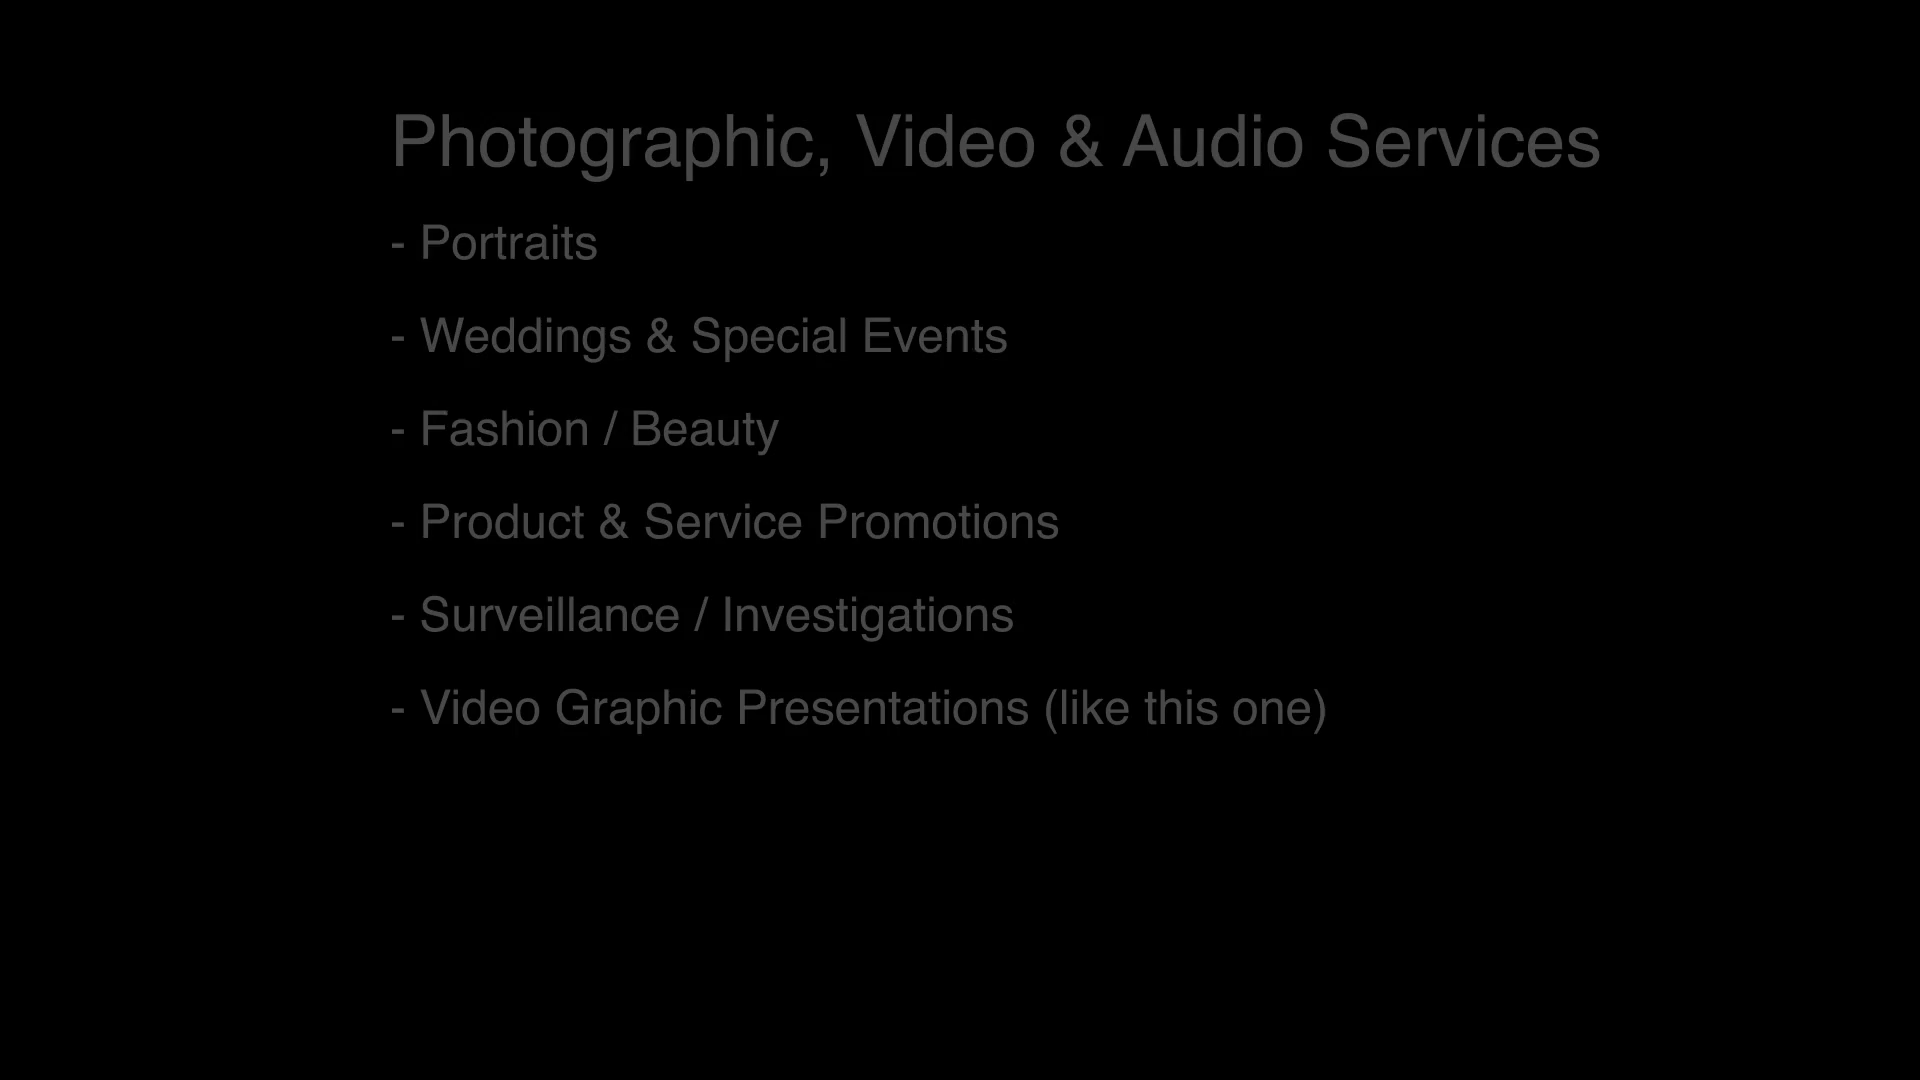 Photographic, Video & Audio Services
- Portraits
- Weddings & Special Events
- Fashion / Beauty
- Product & Service Promotions
- Surveillance / Investigations
- Video Graphic Presentations (like this one)